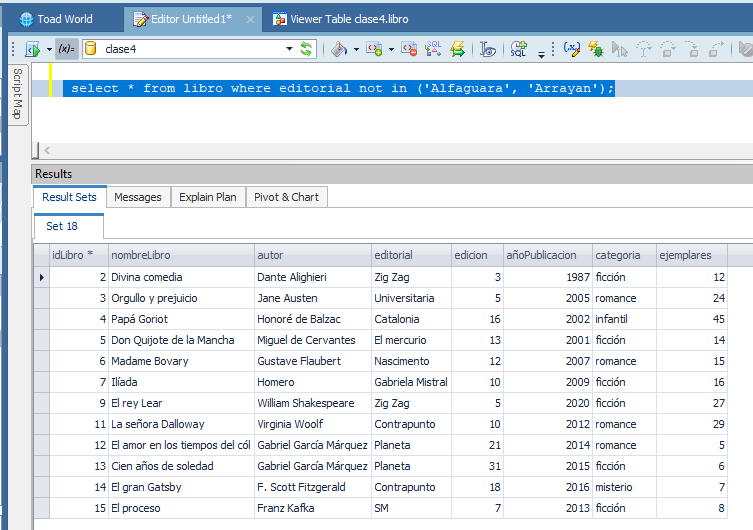 Toad World Editor Untitled1* Viewer Table clase4.libro
(x)= clase4
Script Map
select * from libro where editorial not in ('Alfaguara', 'Arrayan');
Results
Result Sets Messages Explain Plan Pivot & Chart
Set 18
idLibro * nombreLibro autor editorial edicion añoPublicacion categoria ejemplares
2 Divina comedia Dante Alighieri Zig Zag 3 1987 ficción 12
3 Orgullo y prejuicio Jane Austen Universitaria 5 2005 romance 24
4 Papá Goriot Honoré de Balzac Catalonia 16 2002 infantil 45
5 Don Quijote de la Mancha Miguel de Cervantes El mercurio 13 2001 ficción 14
6 Madame Bovary Gustave Flaubert Nascimento 12 2007 romance 15
7 Ilíada Homero Gabriela Mistral 10 2009 ficción 16
9 El rey Lear William Shakespeare Zig Zag 5 2020 ficción 27
11 La señora Dalloway Virginia Woolf Contrapunto 10 2012 romance 29
12 El amor en los tiempos del cól Gabriel García Márquez Planeta 21 2014 romance 5
13 Cien años de soledad Gabriel García Márquez Planeta 31 2015 ficción 6
14 El gran Gatsby F. Scott Fitzgerald Contrapunto 18 2016 misterio 7
15 El proceso Franz Kafka SM 7 2013 ficción 8